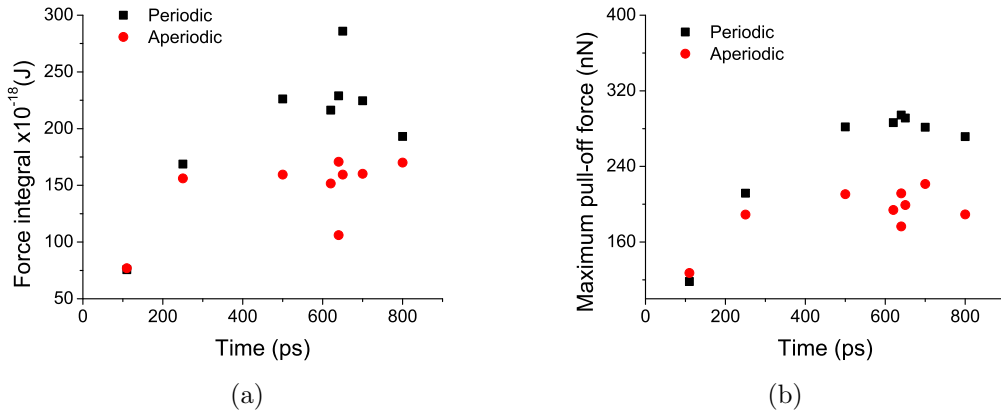 Force integral x10⁻¹⁸(J)
300
250
200
150
100
50
Periodic
Aperiodic
0 200 400 600 800
Time (ps)
(a)
Maximum pull-off force (nN)
400
320
240
160
Periodic
Aperiodic
0 200 400 600 800
Time (ps)
(b)